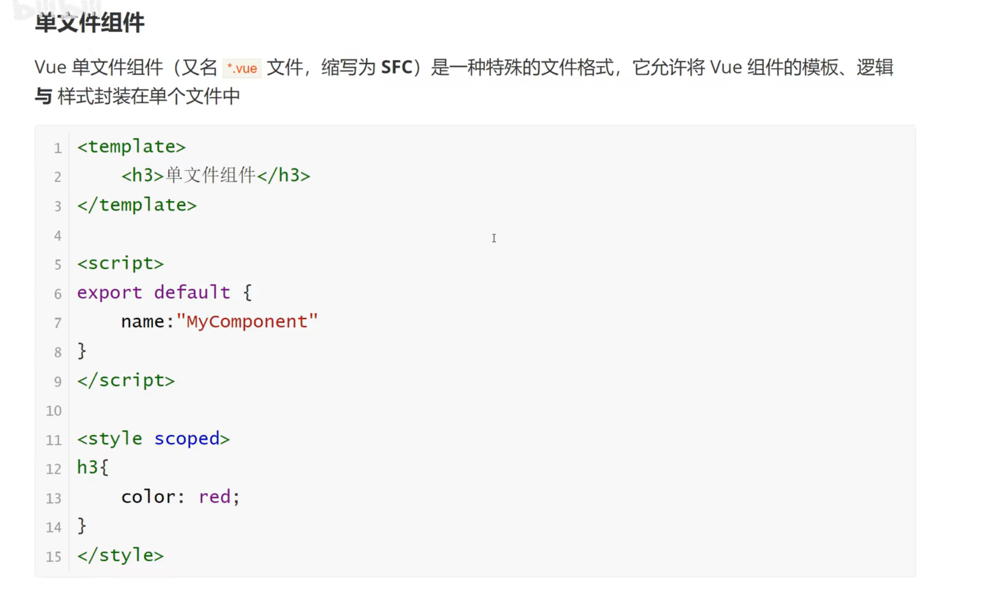 bilibili
单文件组件
Vue 单文件组件（又名 *.vue 文件，缩写为 SFC）是一种特殊的文件格式，它允许将 Vue 组件的模板、逻辑
与 样式封装在单个文件中
1 <template>
2     <h3>单文件组件</h3>
3 </template>
4
5 <script>
6 export default {
7     name:"MyComponent"
8 }
9 </script>
10
11 <style scoped>
12 h3{
13     color: red;
14 }
15 </style>